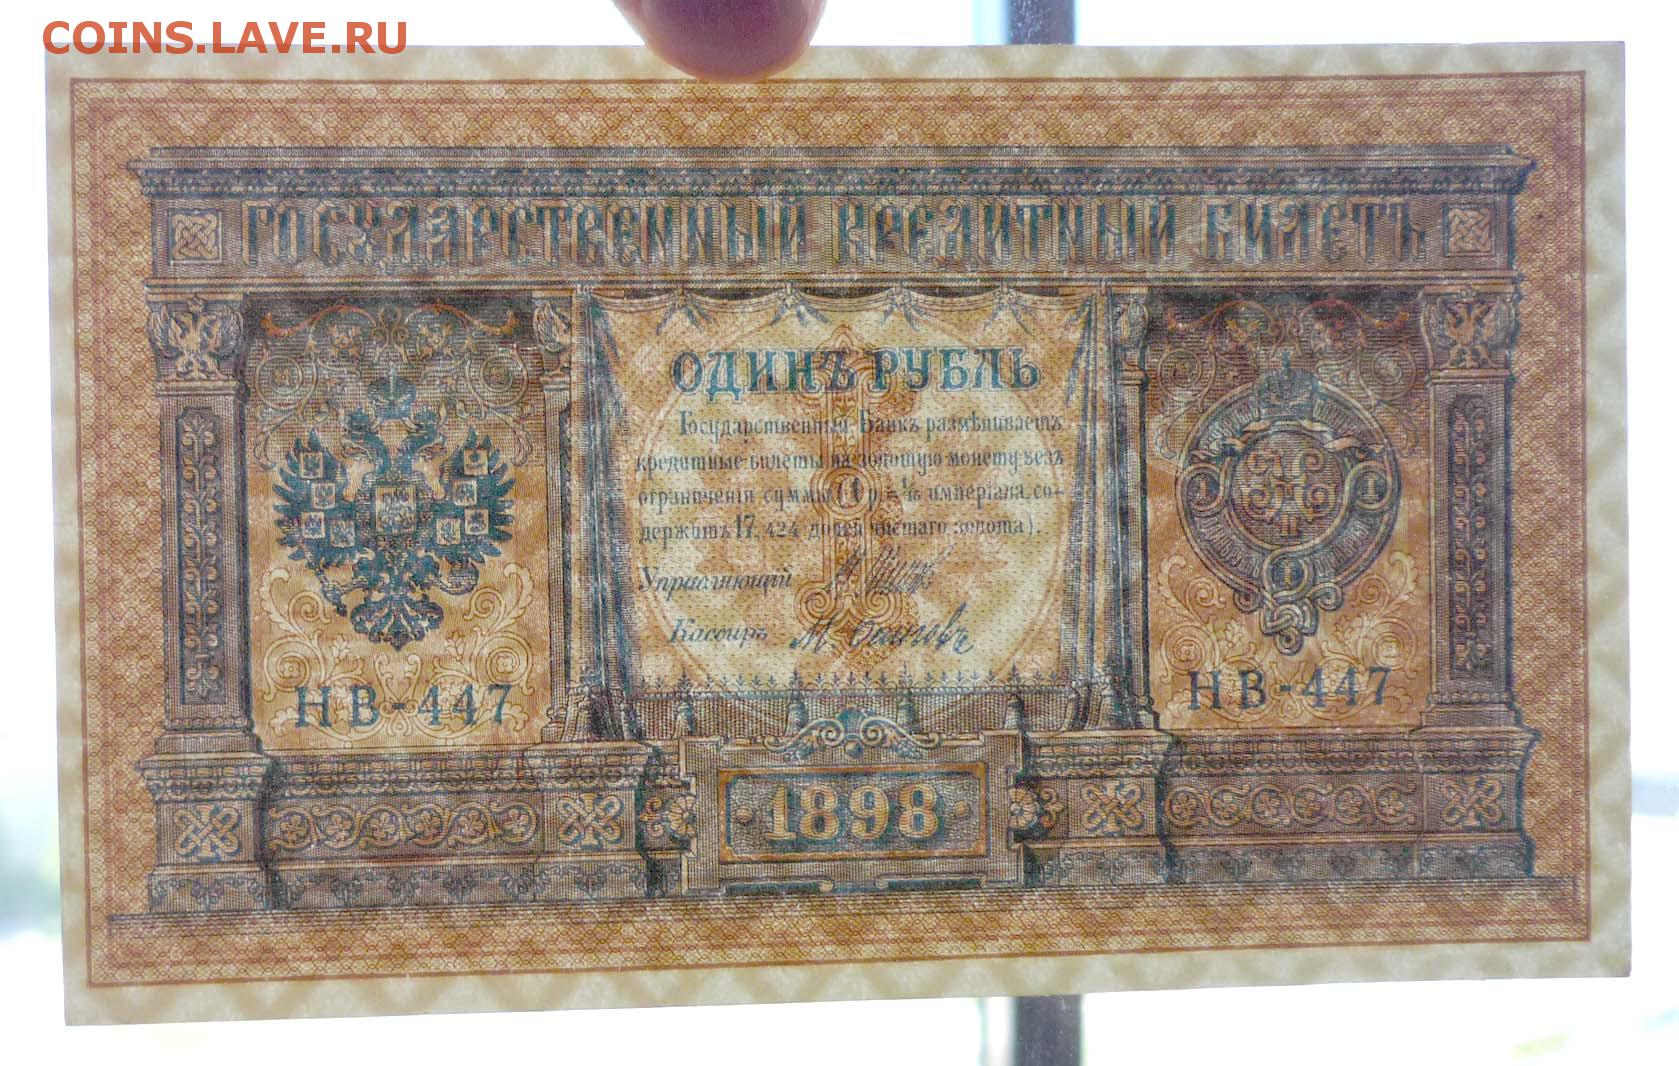 COINS.LAVE.RU
ГОСУДАРСТВЕННЫЙ КРЕДИТНЫЙ БИЛЕТЪ
ОДИНЪ РУБЛЬ
Государственный Банкъ размѣниваетъ
кредитные билеты на золотую монету безъ
ограниченія суммы (1 р. = 1/15 имперіала, со-
держитъ 17,424 долей чистаго золота).
Управляющій
Кассиръ М. Осиповъ
НВ-447 НВ-447
1898